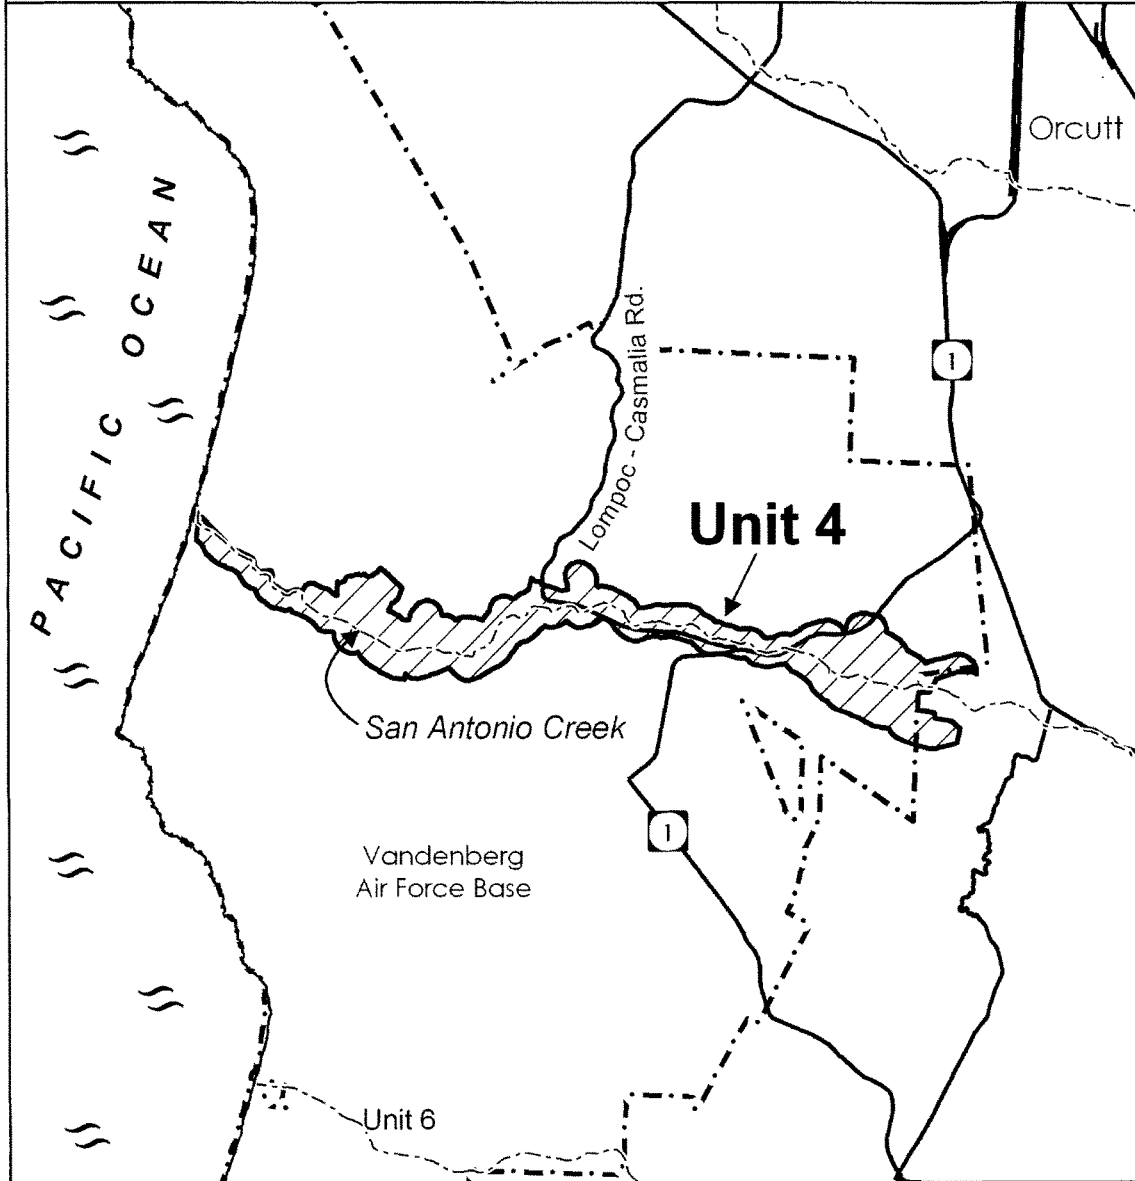 Orcutt
PACIFIC OCEAN
Lompoc - Casmalia Rd.
1
Unit 4
San Antonio Creek
1
Vandenberg
Air Force Base
Unit 6